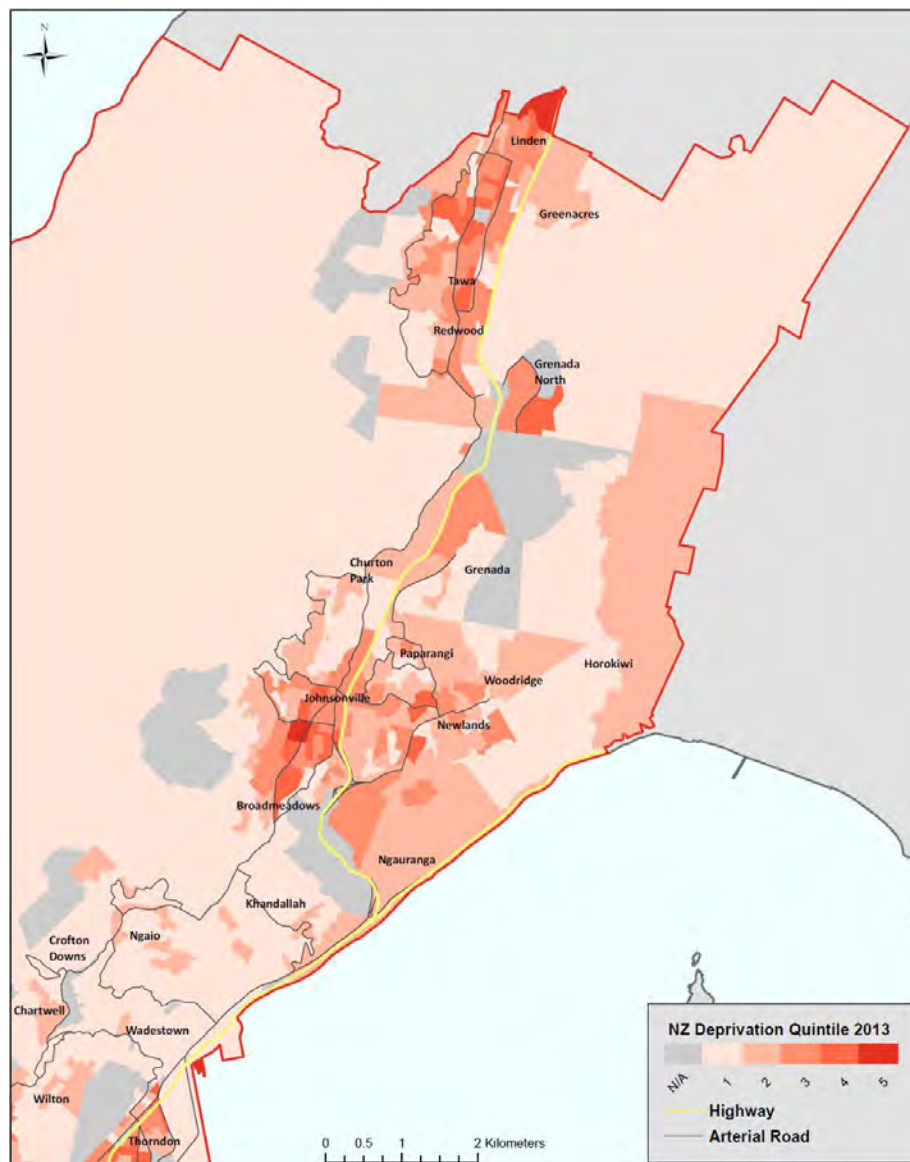 N
Linden
Greenacres
Tawa
Redwood
Grenada
North
Churton
Park
Grenada
Paparangi
Horokiwi
Woodridge
Johnsonville
Newlands
Broadmeadows
Ngauranga
Khandallah
Ngaio
Crofton
Downs
Chartwell
Wadestown
Wilton
Thorndon
0 0.5 1 2 Kilometers
NZ Deprivation Quintile 2013
N/A 1 2 3 4 5
Highway
Arterial Road